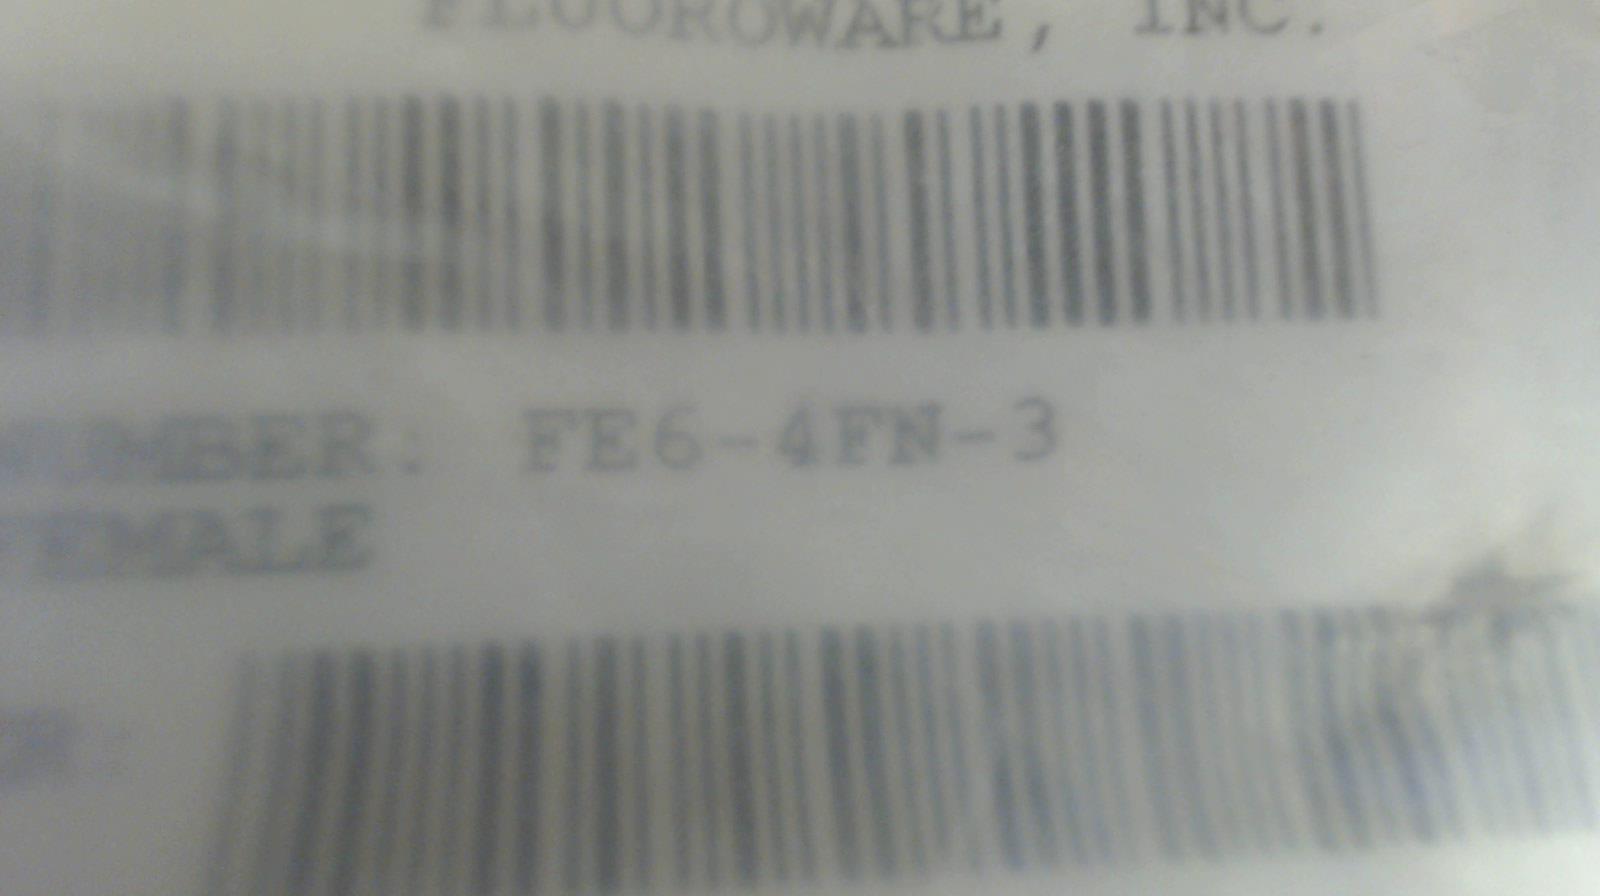 FLUOROWARE, INC.
NUMBER: FE6-4FN-3
FEMALE